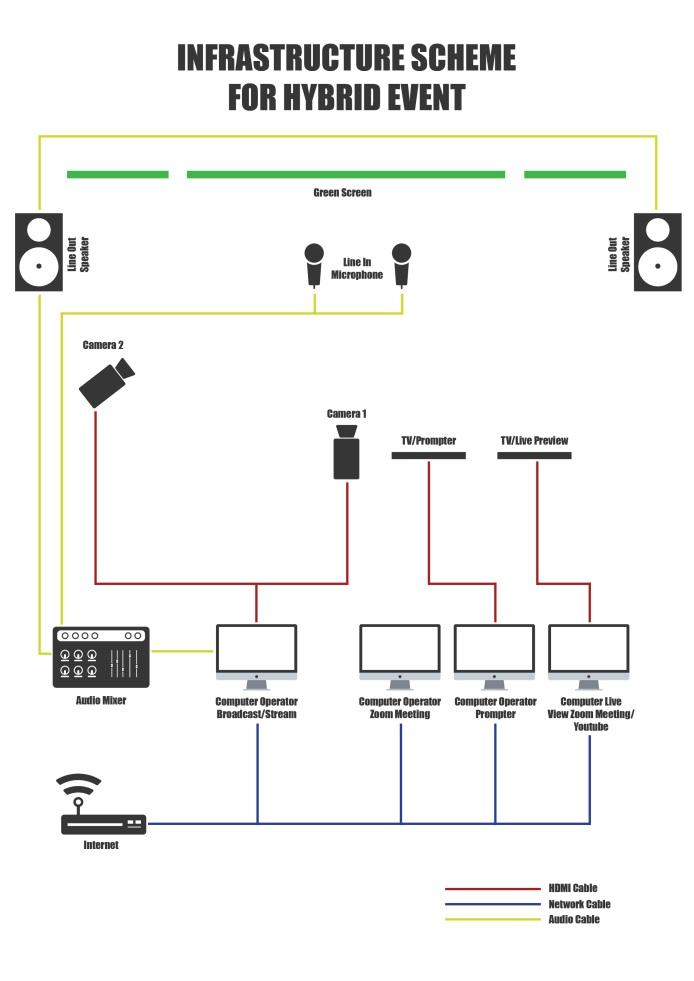 INFRASTRUCTURE SCHEME
FOR HYBRID EVENT
Green Screen
Line Out
Speaker
Line In
Microphone
Line Out
Speaker
Camera 2
Camera 1
TV/Prompter
TV/Live Preview
Audio Mixer
Computer Operator
Broadcast/Stream
Computer Operator
Zoom Meeting
Computer Operator
Prompter
Computer Live
View Zoom Meeting/
Youtube
Internet
HDMI Cable
Network Cable
Audio Cable